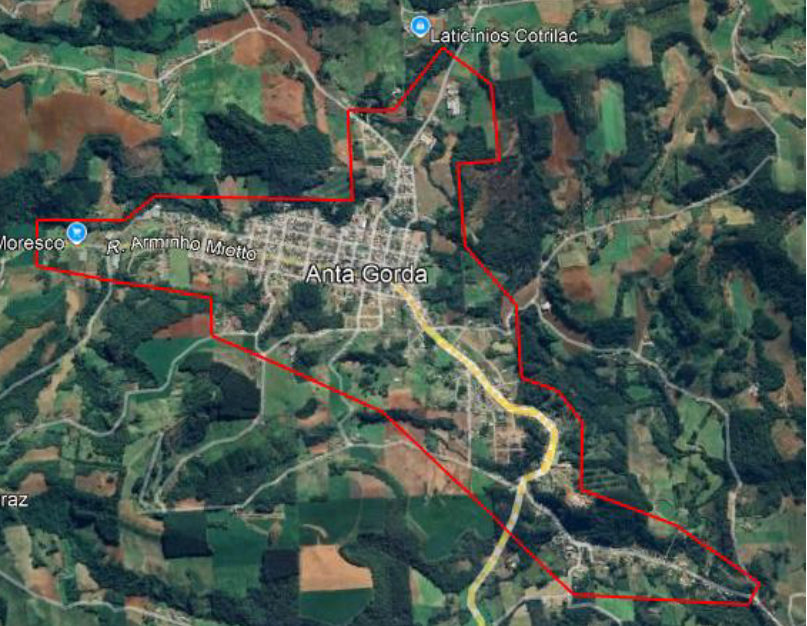 Laticínios Cotrilac
Moresco
R. Arminho Miotto
Anta Gorda
raz